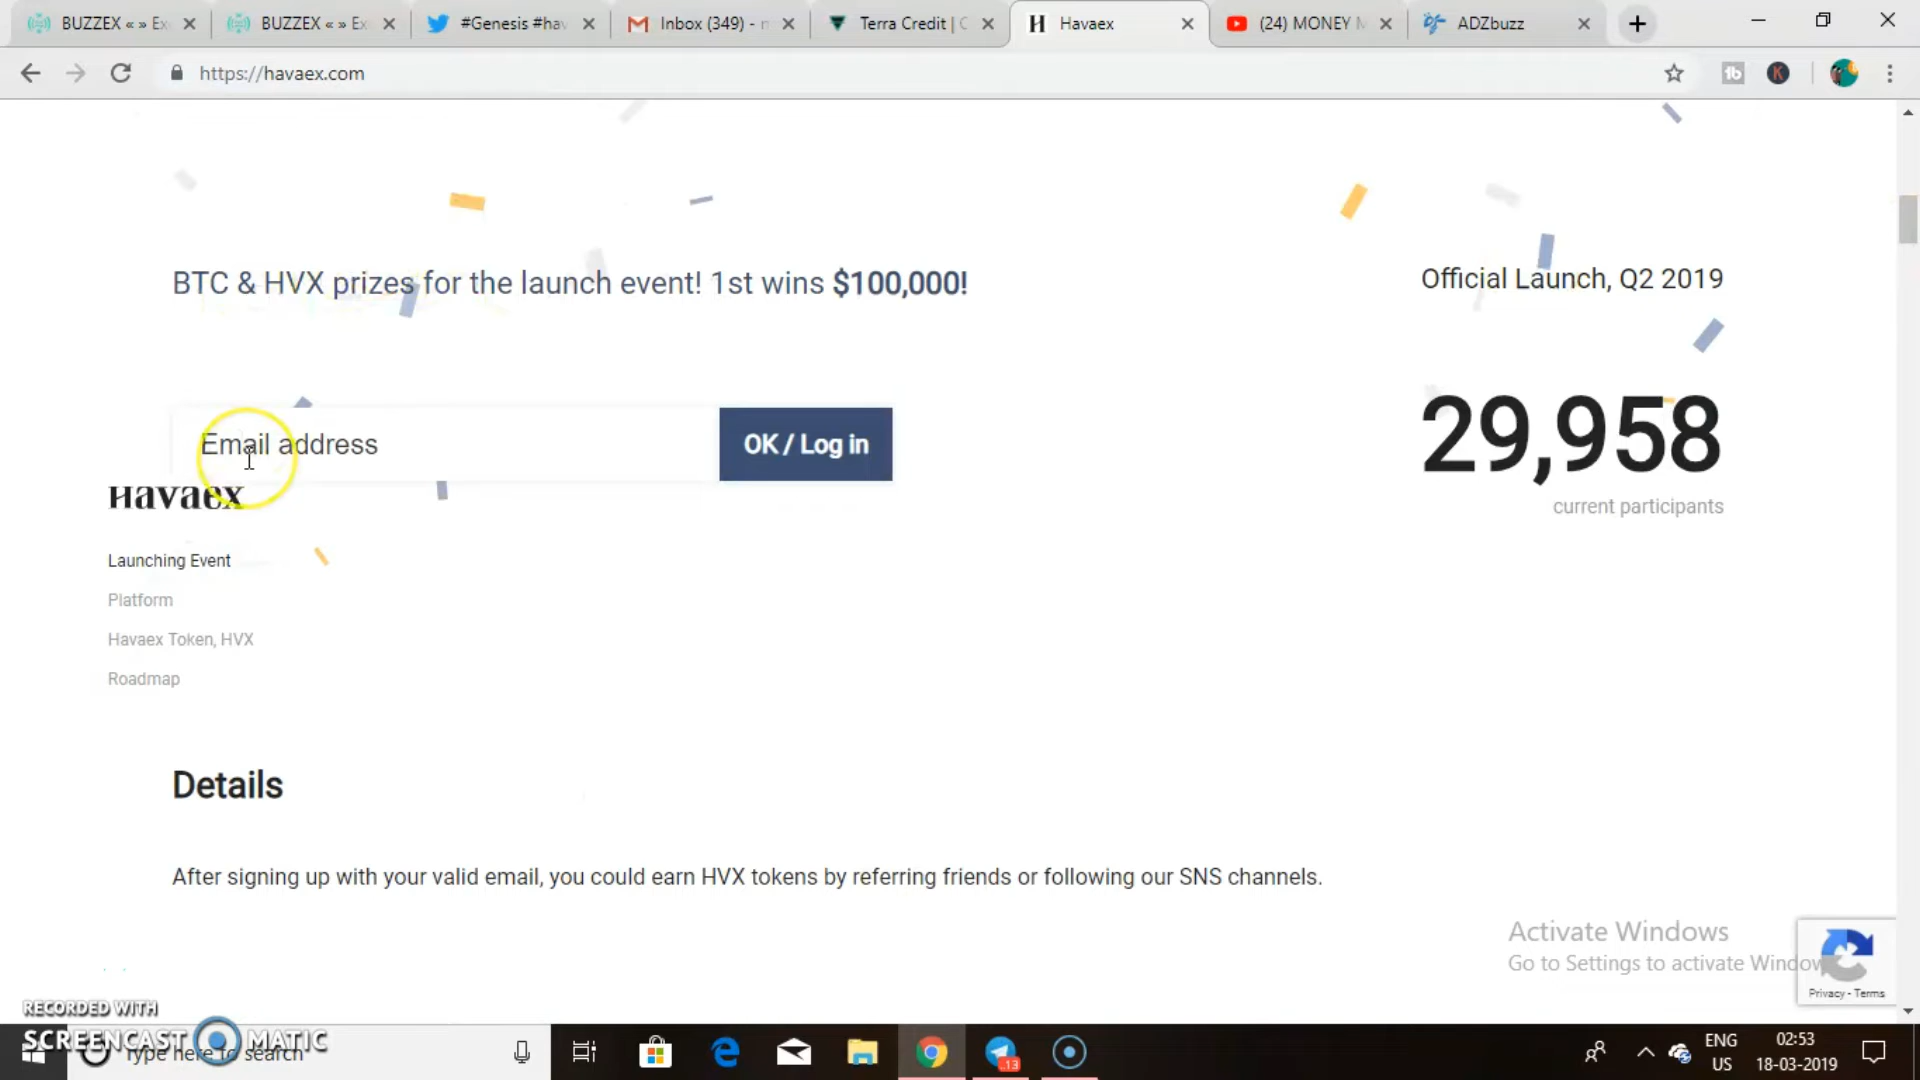 BUZZEX « » Ex
BUZZEX « » Ex
#Genesis #hav
Inbox (349) -
Terra Credit | C
Havaex
(24) MONEY M
ADZbuzz
https://havaex.com
BTC & HVX prizes for the launch event! 1st wins $100,000!
Official Launch, Q2 2019
Email address
OK / Log in
29,958
current participants
Havaex
Launching Event
Platform
Havaex Token, HVX
Roadmap
Details
After signing up with your valid email, you could earn HVX tokens by referring friends or following our SNS channels.
Activate Windows
Go to Settings to activate Window
Privacy - Terms
RECORDED WITH
SCREENCAST MATIC
Type here to search
13
ENG
US
02:53
18-03-2019